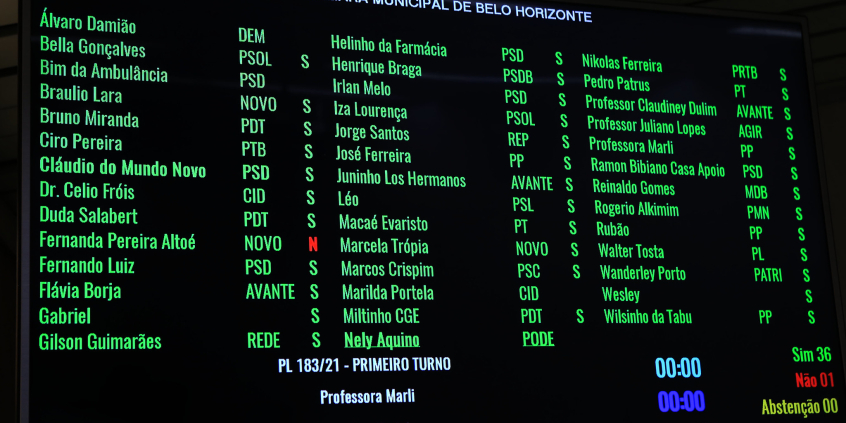 MUNICIPAL DE BELO HORIZONTE
Álvaro Damião DEM
Bella Gonçalves PSOL S
Bim da Ambulância PSD
Braulio Lara NOVO S
Bruno Miranda PDT S
Ciro Pereira PTB S
Cláudio do Mundo Novo PSD S
Dr. Celio Fróis CID S
Duda Salabert PDT S
Fernanda Pereira Altoé NOVO N
Fernando Luiz PSD S
Flávia Borja AVANTE S
Gabriel S
Gilson Guimarães REDE S
Helinho da Farmácia PSD S
Henrique Braga PSDB S
Irlan Melo PSD S
Iza Lourença PSOL S
Jorge Santos REP S
José Ferreira PP S
Juninho Los Hermanos AVANTE S
Léo PSL S
Macaé Evaristo PT S
Marcela Trópia NOVO S
Marcos Crispim PSC S
Marilda Portela CID
Miltinho CGE PDT S
Nely Aquino PODE
Nikolas Ferreira PRTB S
Pedro Patrus PT S
Professor Claudiney Dulim AVANTE S
Professor Juliano Lopes AGIR S
Professora Marli PP S
Ramon Bibiano Casa Apoio PSD S
Reinaldo Gomes MDB S
Rogerio Alkimim PMN S
Rubão PP S
Walter Tosta PL S
Wanderley Porto PATRI S
Wesley S
Wilsinho da Tabu PP S
PL 183/21 - PRIMEIRO TURNO
Professora Marli
00:00
00:00
Sim 36
Não 01
Abstenção 00